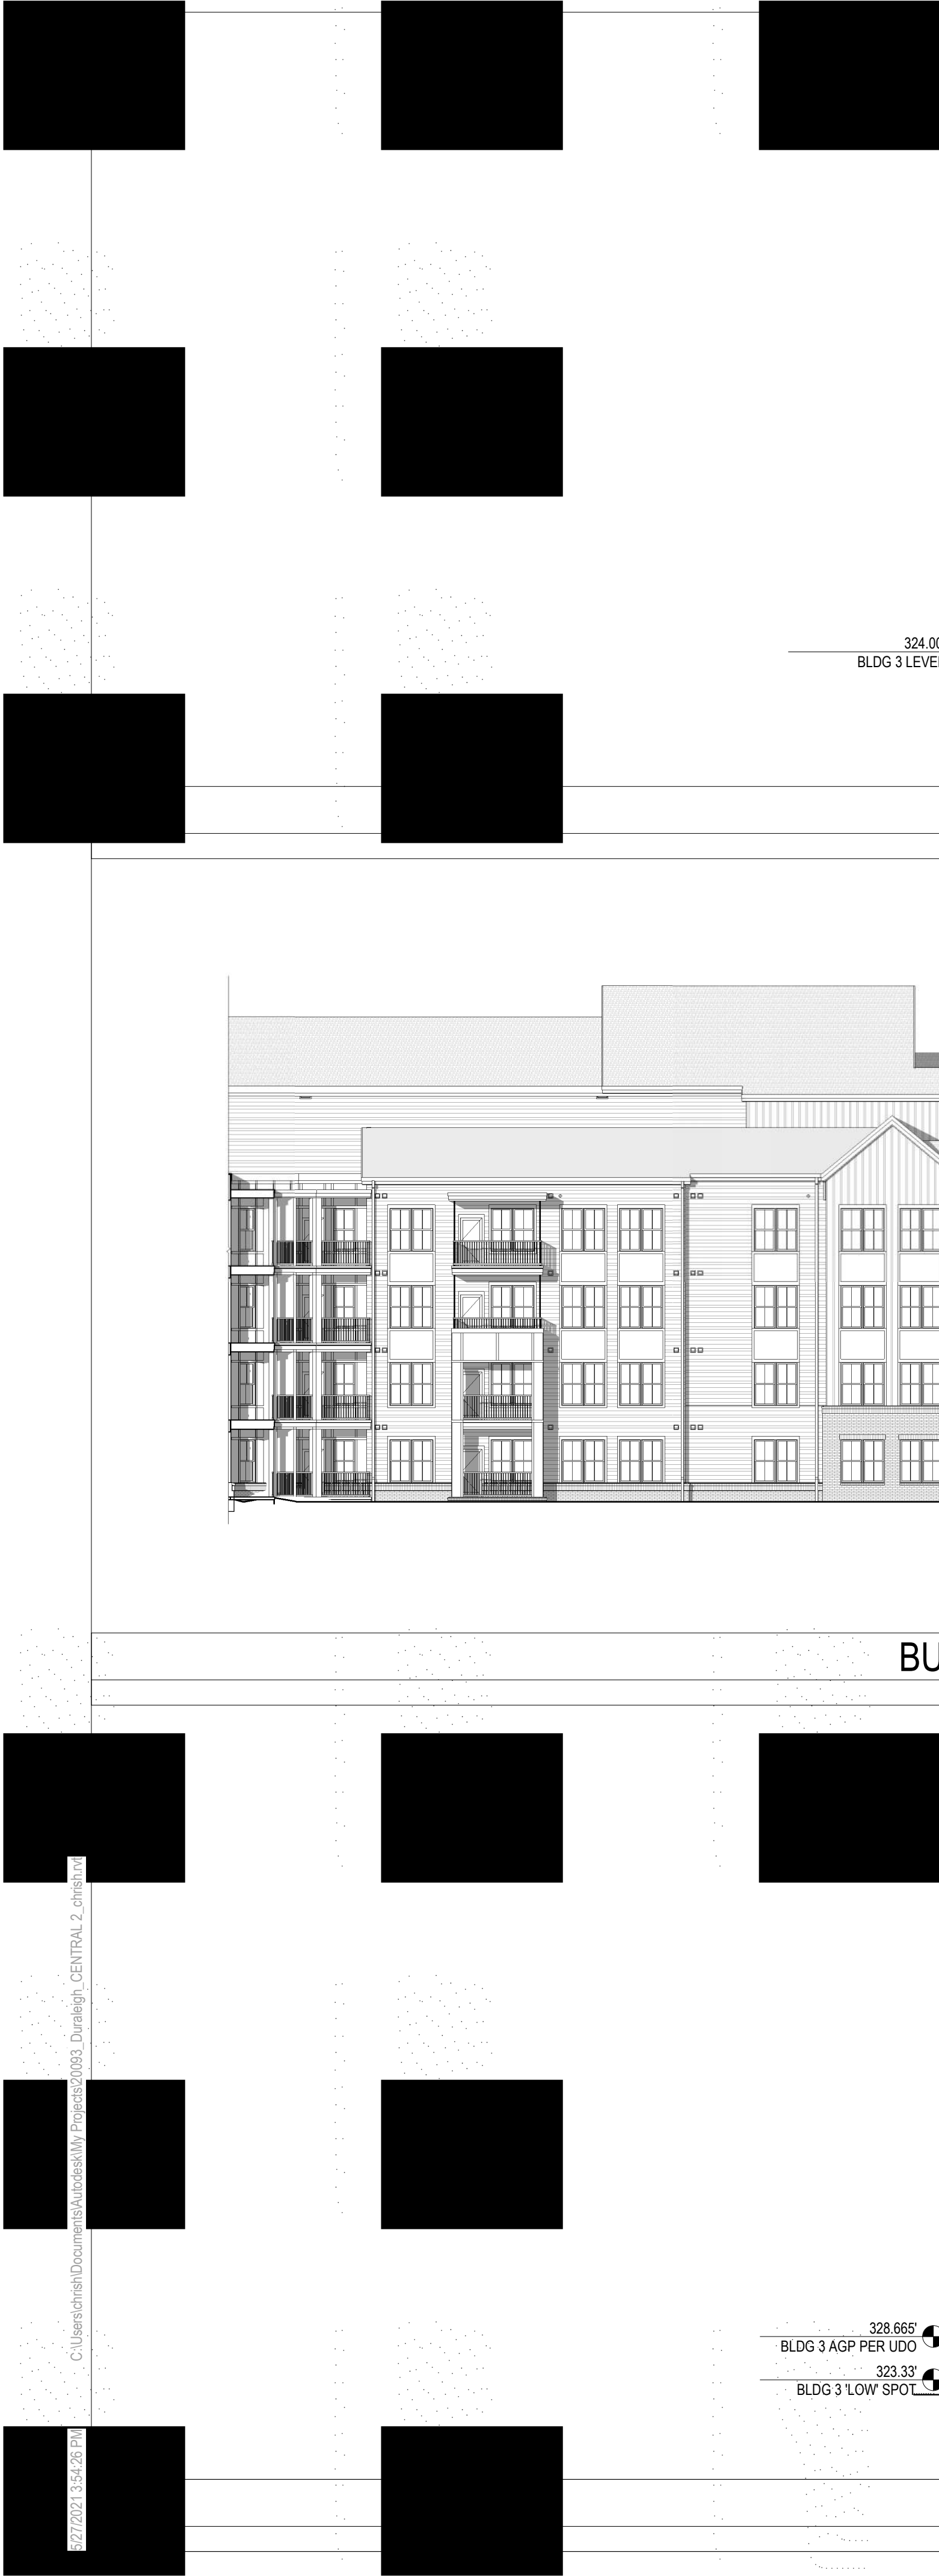 324.00
BLDG 3 LEVEL
BU
C:\Users\chrish\Documents\Autodesk\My Projects\20093_Duraleigh_CENTRAL 2_chrish.rvt
328.665'
BLDG 3 AGP PER UDO
323.33'
BLDG 3 'LOW' SPOT
5/27/2021 3:54:26 PM